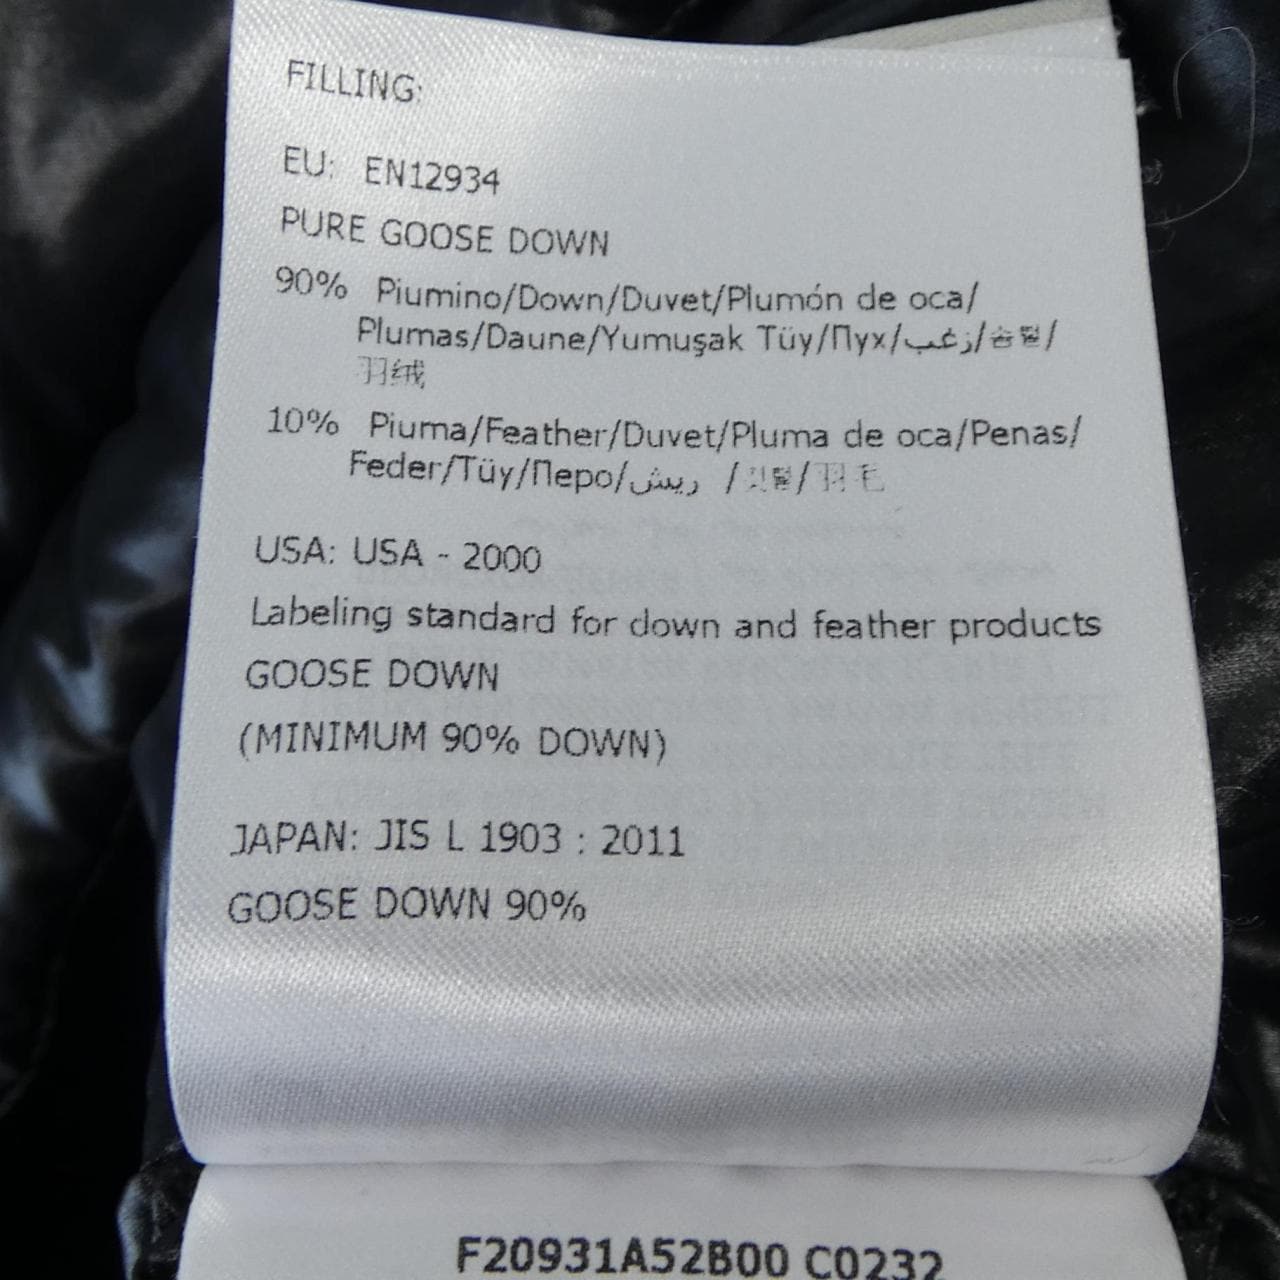 FILLING:
EU: EN12934
PURE GOOSE DOWN
90% Piumino/Down/Duvet/Plumón de oca/
Plumas/Daune/Yumuşak Tüy/Пух/زغب/솜털/
羽绒
10% Piuma/Feather/Duvet/Pluma de oca/Penas/
Feder/Tüy/Перо/ريش /깃털/羽毛
USA: USA - 2000
Labeling standard for down and feather products
GOOSE DOWN
(MINIMUM 90% DOWN)
JAPAN: JIS L 1903 : 2011
GOOSE DOWN 90%
F20931A52B00 C0232